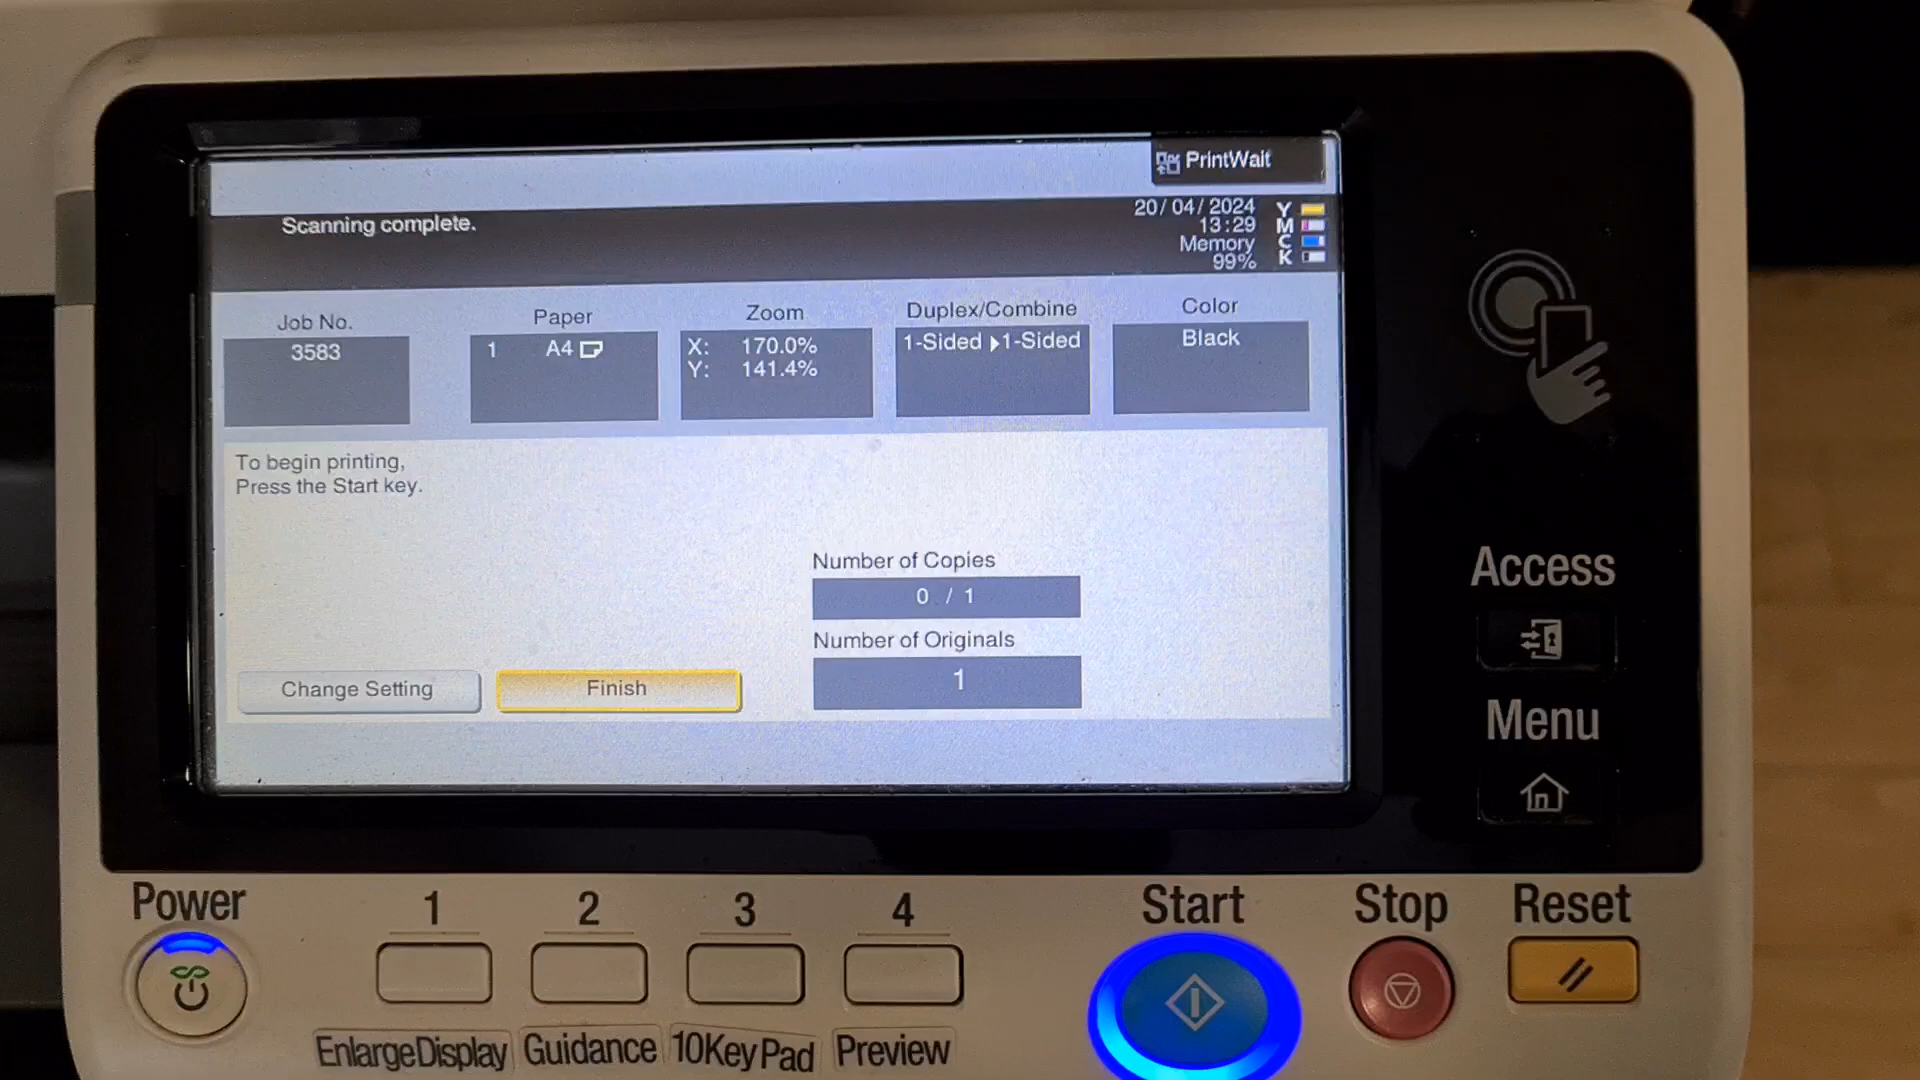 PrintWait
Scanning complete.
20/04/2024
13:29
Memory
99%
Y
M
C
K
Job No.
3583
Paper
1 A4
Zoom
X: 170.0%
Y: 141.4%
Duplex/Combine
1-Sided 1-Sided
Color
Black
To begin printing,
Press the Start key.
Number of Copies
0 / 1
Number of Originals
1
Change Setting
Finish
Access
Menu
Power
1
2
3
4
Start
Stop
Reset
EnlargeDisplay
Guidance
10KeyPad
Preview